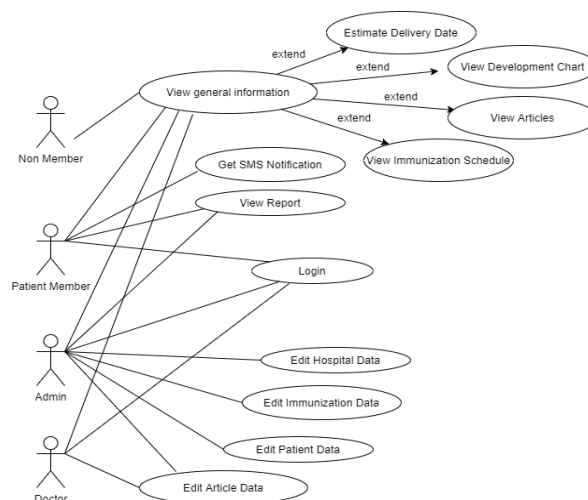 Estimate Delivery Date
extend
extend
View Development Chart
View general information
extend
View Articles
extend
View Immunization Schedule
Non Member
Get SMS Notification
View Report
Patient Member
Login
Edit Hospital Data
Admin
Edit Immunization Data
Edit Patient Data
Edit Article Data
Doctor